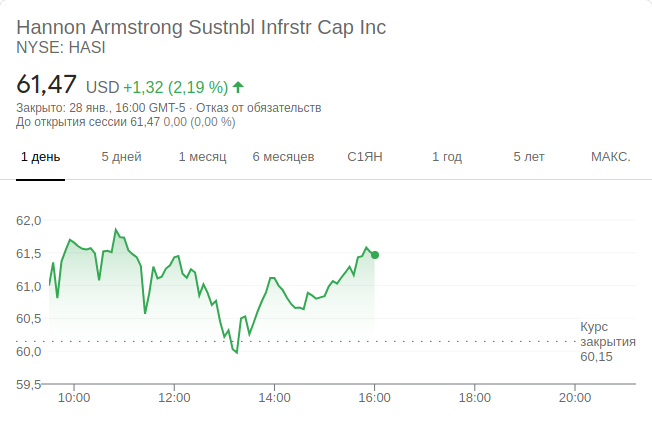 Hannon Armstrong Sustnbl Infrstr Cap Inc
NYSE: HASI
61,47 USD +1,32 (2,19 %)
Закрыто: 28 янв., 16:00 GMT-5 · Отказ от обязательств
До открытия сессии 61,47 0,00 (0,00 %)
1 день 5 дней 1 месяц 6 месяцев С1ЯН 1 год 5 лет МАКС.
62,0
61,5
61,0
60,5
60,0
59,5
Курс
закрытия
60,15
10:00 12:00 14:00 16:00 18:00 20:00